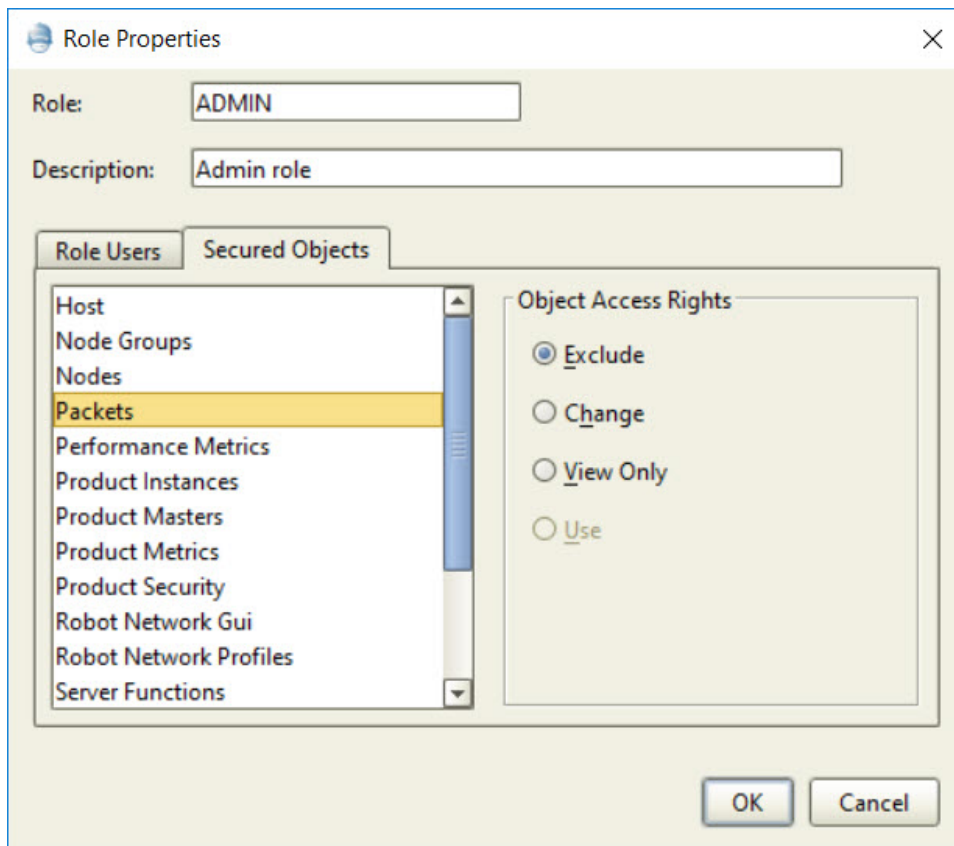 Role Properties
Role: ADMIN
Description: Admin role
Role Users Secured Objects
Host
Node Groups
Nodes
Packets
Performance Metrics
Product Instances
Product Masters
Product Metrics
Product Security
Robot Network Gui
Robot Network Profiles
Server Functions
Object Access Rights
Exclude
Change
View Only
Use
OK Cancel